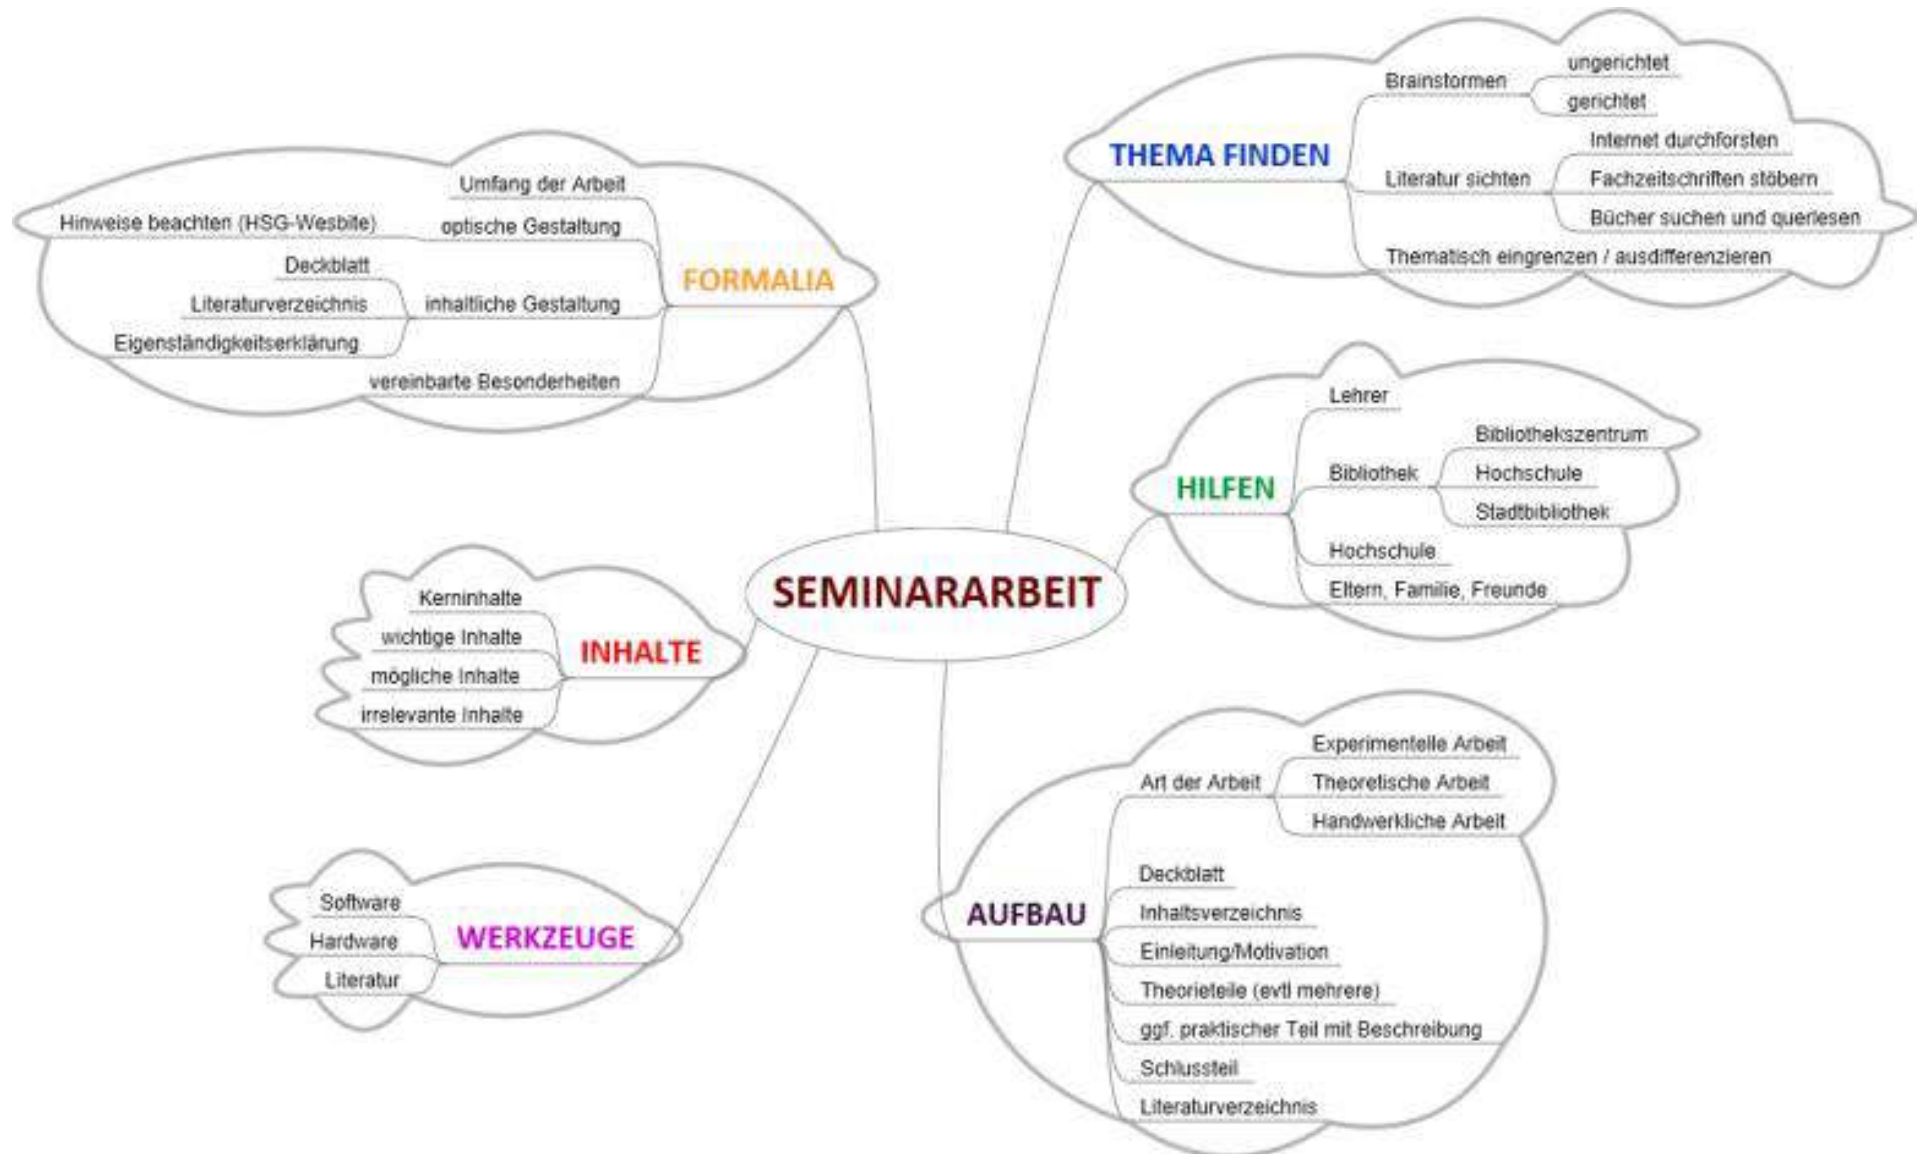 SEMINARARBEIT
THEMA FINDEN
Brainstormen
ungerichtet
gerichtet
Literatur sichten
Internet durchforsten
Fachzeitschriften stöbern
Bücher suchen und querlesen
Thematisch eingrenzen / ausdifferenzieren
HILFEN
Lehrer
Bibliothek
Bibliothekszentrum
Hochschule
Stadtbibliothek
Hochschule
Eltern, Familie, Freunde
AUFBAU
Art der Arbeit
Experimentelle Arbeit
Theoretische Arbeit
Handwerkliche Arbeit
Deckblatt
Inhaltsverzeichnis
Einleitung/Motivation
Theorieteile (evtl mehrere)
ggf. praktischer Teil mit Beschreibung
Schlussteil
Literaturverzeichnis
FORMALIA
Umfang der Arbeit
optische Gestaltung
Hinweise beachten (HSG-Wesbite)
inhaltliche Gestaltung
Deckblatt
Literaturverzeichnis
Eigenständigkeitserklärung
vereinbarte Besonderheiten
INHALTE
Kerninhalte
wichtige Inhalte
mögliche Inhalte
irrelevante Inhalte
WERKZEUGE
Software
Hardware
Literatur